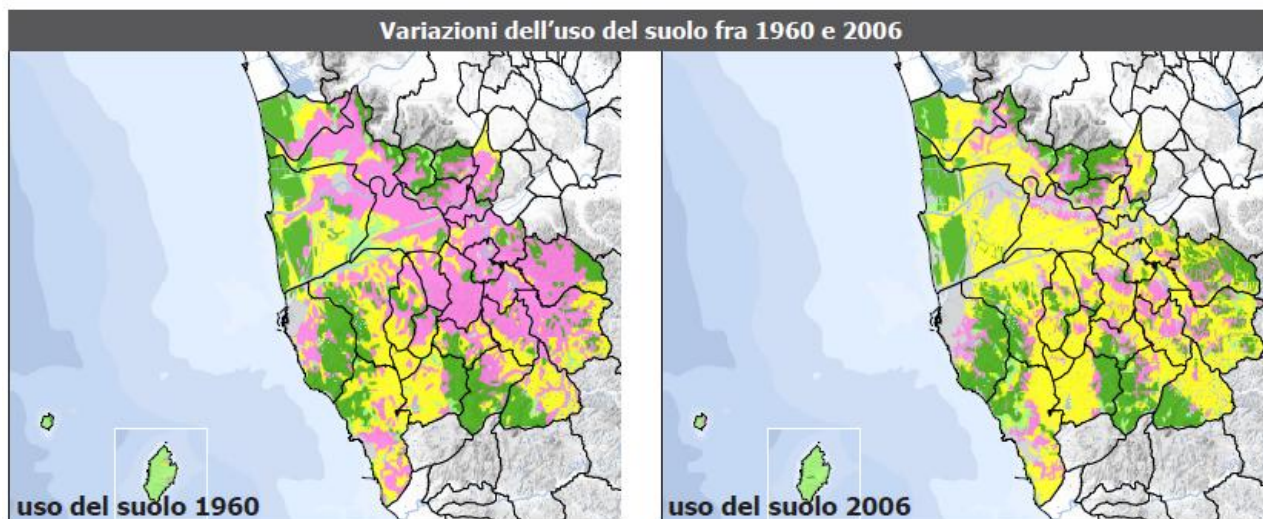 Variazioni dell'uso del suolo fra 1960 e 2006
uso del suolo 1960
uso del suolo 2006